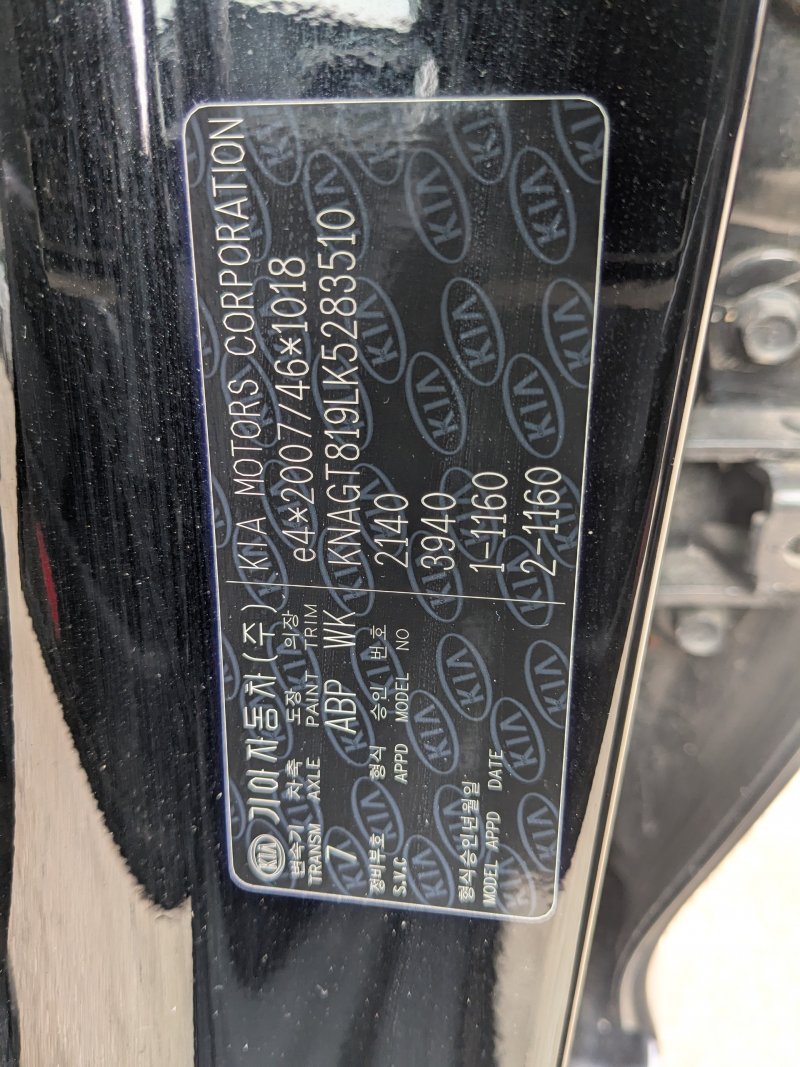 KIA 기아자동차(주) KIA MOTORS CORPORATION
변속기 차축 도장 의장
TRANSM AXLE PAINT TRIM e4*2007/46*1018
7 ABP WK KNAGT819LK5283510
정비부호 형식 승인 번호 2140
S.V.C APPD MODEL NO
3940
형식승인년월일 1-1160
MODEL APPD DATE
2-1160